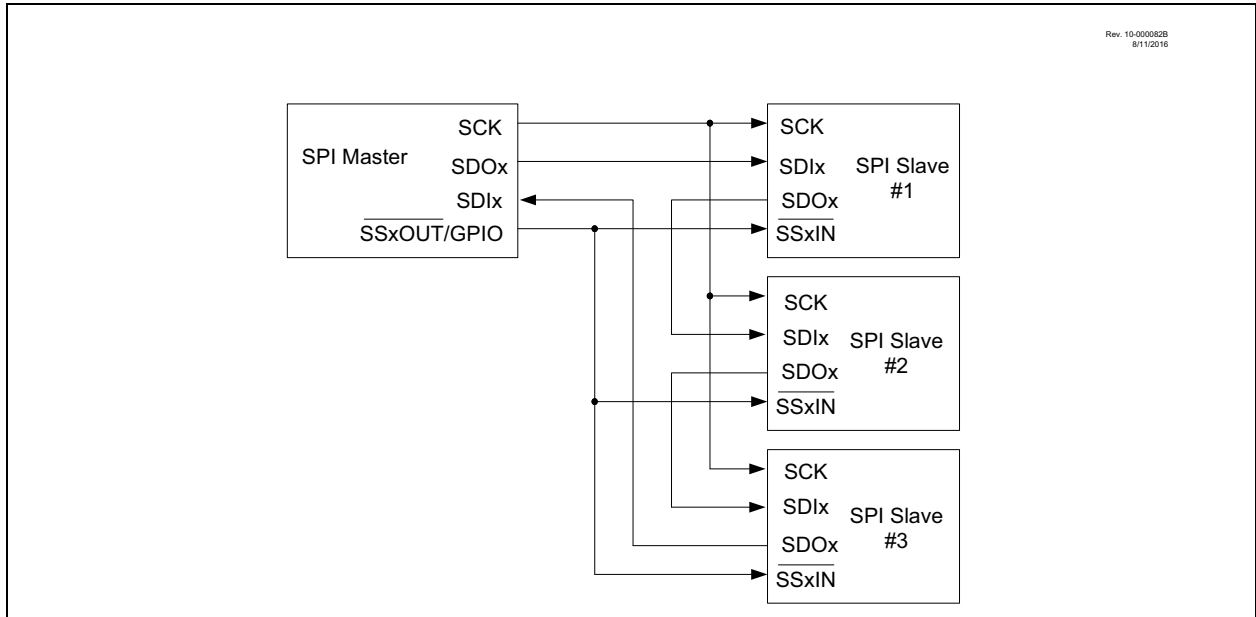 Rev. 10-000082B
8/11/2016
SPI Master
SCK
SDOx
SDIx
SSxOUT/GPIO
SCK
SDIx
SDOx
SSxIN
SPI Slave
#1
SCK
SDIx
SDOx
SSxIN
SPI Slave
#2
SCK
SDIx
SDOx
SSxIN
SPI Slave
#3